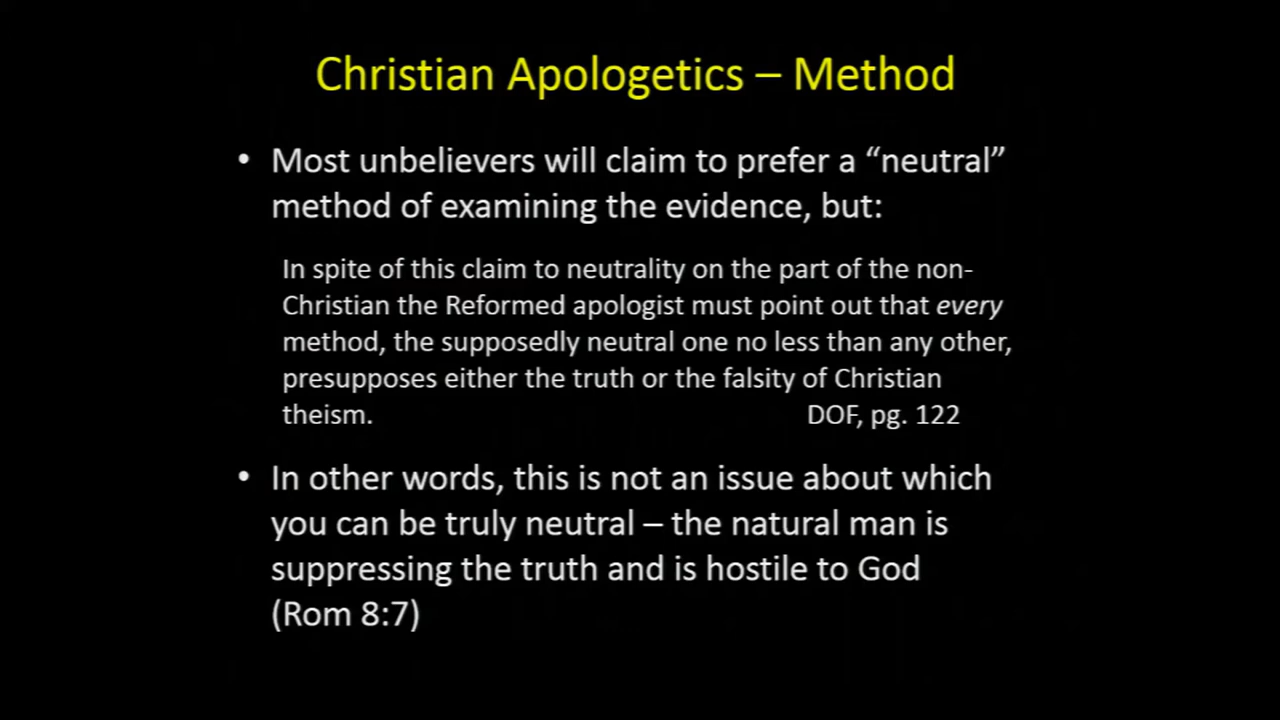 Christian Apologetics – Method
• Most unbelievers will claim to prefer a “neutral”
method of examining the evidence, but:
In spite of this claim to neutrality on the part of the non-
Christian the Reformed apologist must point out that every
method, the supposedly neutral one no less than any other,
presupposes either the truth or the falsity of Christian
theism. DOF, pg. 122
• In other words, this is not an issue about which
you can be truly neutral – the natural man is
suppressing the truth and is hostile to God
(Rom 8:7)